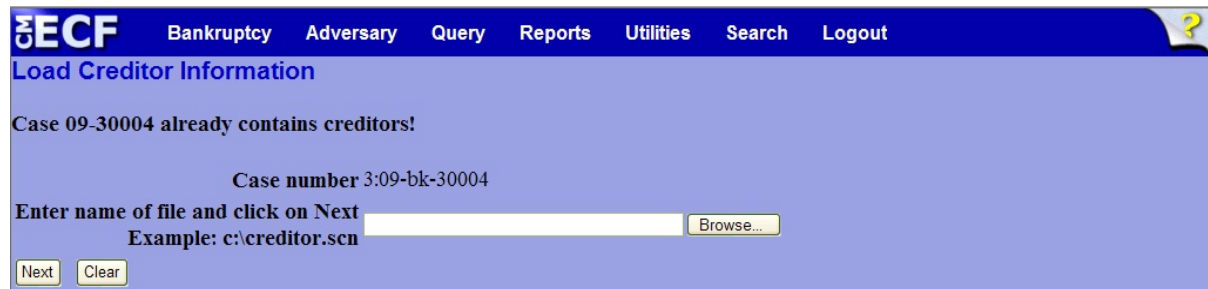 CM ECF Bankruptcy Adversary Query Reports Utilities Search Logout ?
Load Creditor Information
Case 09-30004 already contains creditors!
Case number 3:09-bk-30004
Enter name of file and click on Next
Browse...
Example: c:\creditor.scn
Next Clear